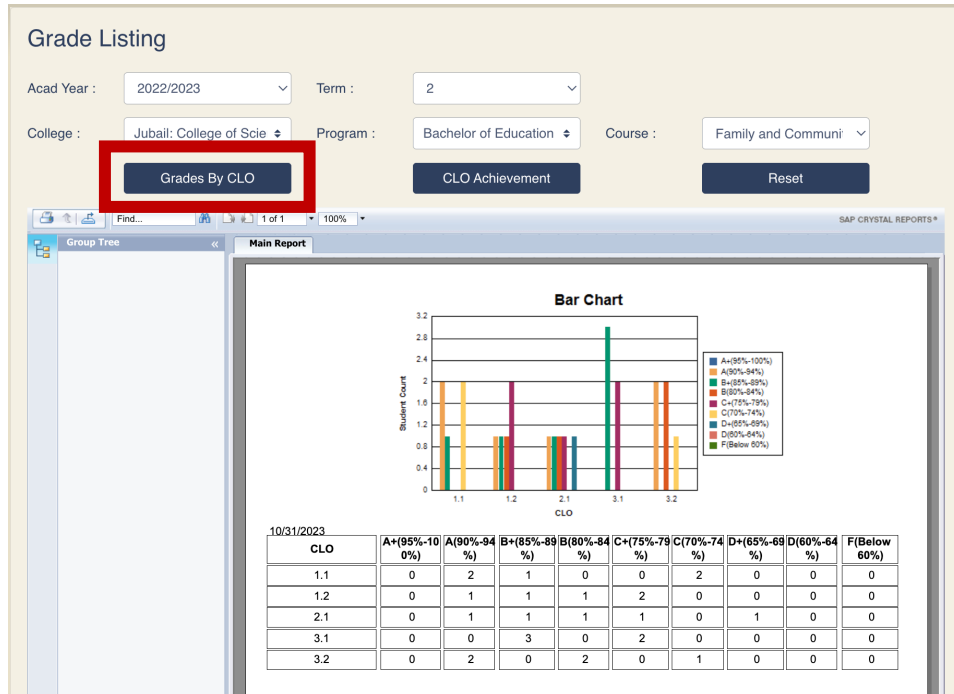 Grade Listing
Acad Year : 2022/2023 Term : 2
College : Jubail: College of Scie Program : Bachelor of Education Course : Family and Communi
Grades By CLO CLO Achievement Reset
Find... 1 of 1 100% SAP CRYSTAL REPORTS®
Group Tree « Main Report
Bar Chart
3.2
2.8
2.4
2
1.6
1.2
0.8
0.4
0
Student Count
1.1 1.2 2.1 3.1 3.2
CLO
A+(95%-100%)
A(90%-94%)
B+(85%-89%)
B(80%-84%)
C+(75%-79%)
C(70%-74%)
D+(65%-69%)
D(60%-64%)
F(Below 60%)
10/31/2023
CLO A+(95%-10 A(90%-94 B+(85%-89 B(80%-84 C+(75%-79 C(70%-74 D+(65%-69 D(60%-64 F(Below
0%) %) %) %) %) %) %) %) 60%)
1.1 0 2 1 0 0 2 0 0 0
1.2 0 1 1 1 2 0 0 0 0
2.1 0 1 1 1 1 0 1 0 0
3.1 0 0 3 0 2 0 0 0 0
3.2 0 2 0 2 0 1 0 0 0